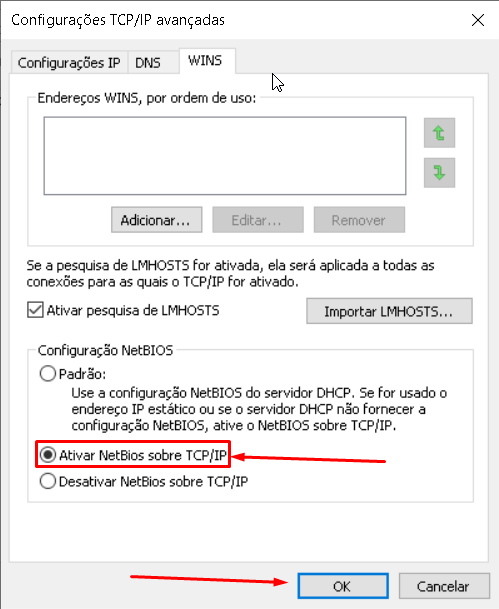 Configurações TCP/IP avançadas
Configurações IP DNS WINS
Endereços WINS, por ordem de uso:
Adicionar... Editar... Remover
Se a pesquisa de LMHOSTS for ativada, ela será aplicada a todas as
conexões para as quais o TCP/IP for ativado.
Ativar pesquisa de LMHOSTS Importar LMHOSTS...
Configuração NetBIOS
Padrão:
Use a configuração NetBIOS do servidor DHCP. Se for usado o
endereço IP estático ou se o servidor DHCP não fornecer a
configuração NetBIOS, ative o NetBIOS sobre TCP/IP.
Ativar NetBios sobre TCP/IP
Desativar NetBios sobre TCP/IP
OK Cancelar